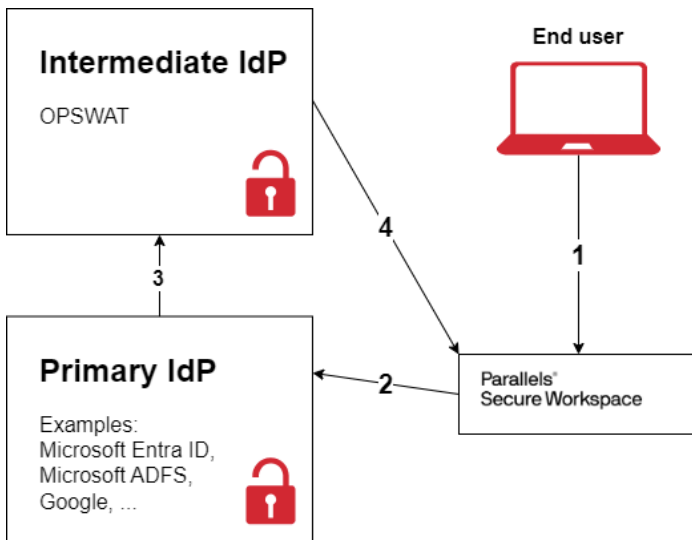 Intermediate IdP
OPSWAT
End user
4
1
3
Primary IdP
Examples:
Microsoft Entra ID,
Microsoft ADFS,
Google, ...
2
Parallels®
Secure Workspace